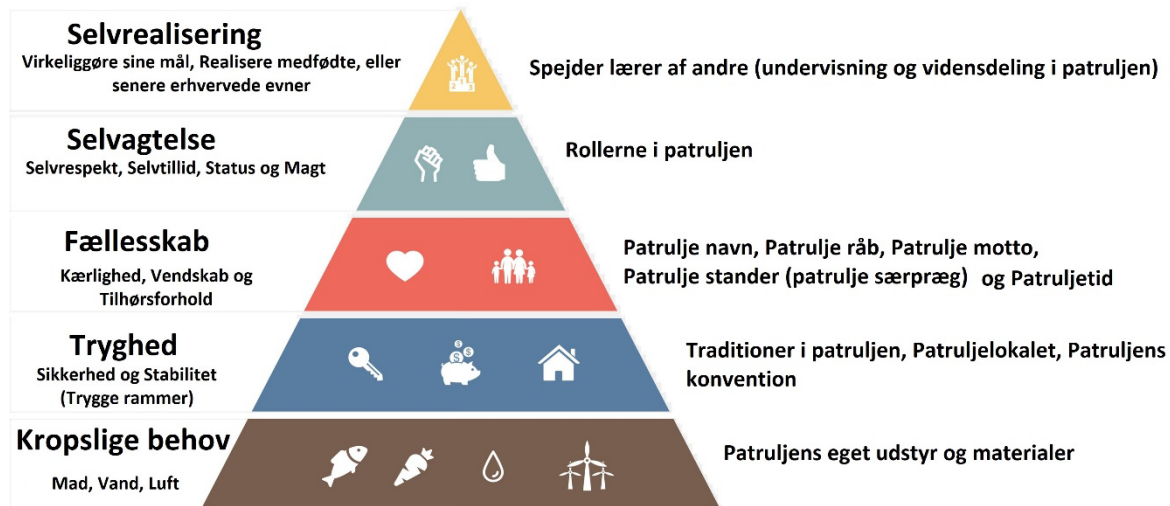 Selvrealisering
Virkeliggøre sine mål, Realisere medfødte, eller
senere erhvervede evner
2 3
Spejder lærer af andre (undervisning og vidensdeling i patruljen)
Selvagtelse
Selvrespekt, Selvtillid, Status og Magt
Rollerne i patruljen
Fællesskab
Kærlighed, Vendskab og
Tilhørsforhold
Patrulje navn, Patrulje råb, Patrulje motto,
Patrulje stander (patrulje særpræg) og Patruljetid
Tryghed
Sikkerhed og Stabilitet
(Trygge rammer)
$ $ $
Traditioner i patruljen, Patruljelokalet, Patruljens
konvention
Kropslige behov
Mad, Vand, Luft
Patruljens eget udstyr og materialer